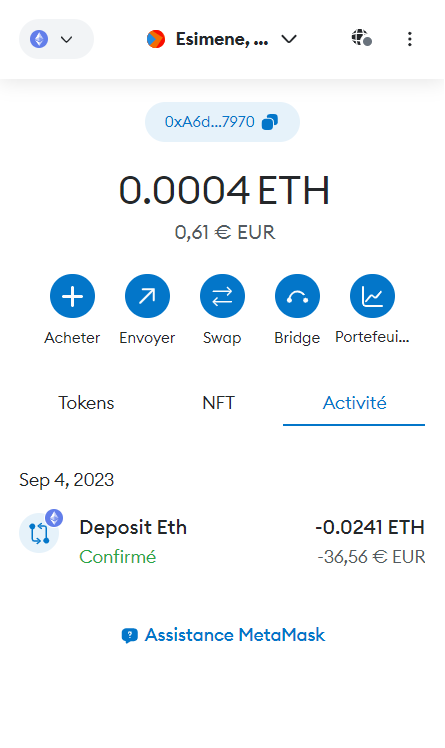 Esimene, ...
0xA6d...7970
0.0004 ETH
0,61 € EUR
Acheter Envoyer Swap Bridge Portefeui...
Tokens NFT Activité
Sep 4, 2023
Deposit Eth -0.0241 ETH
Confirmé -36,56 € EUR
? Assistance MetaMask